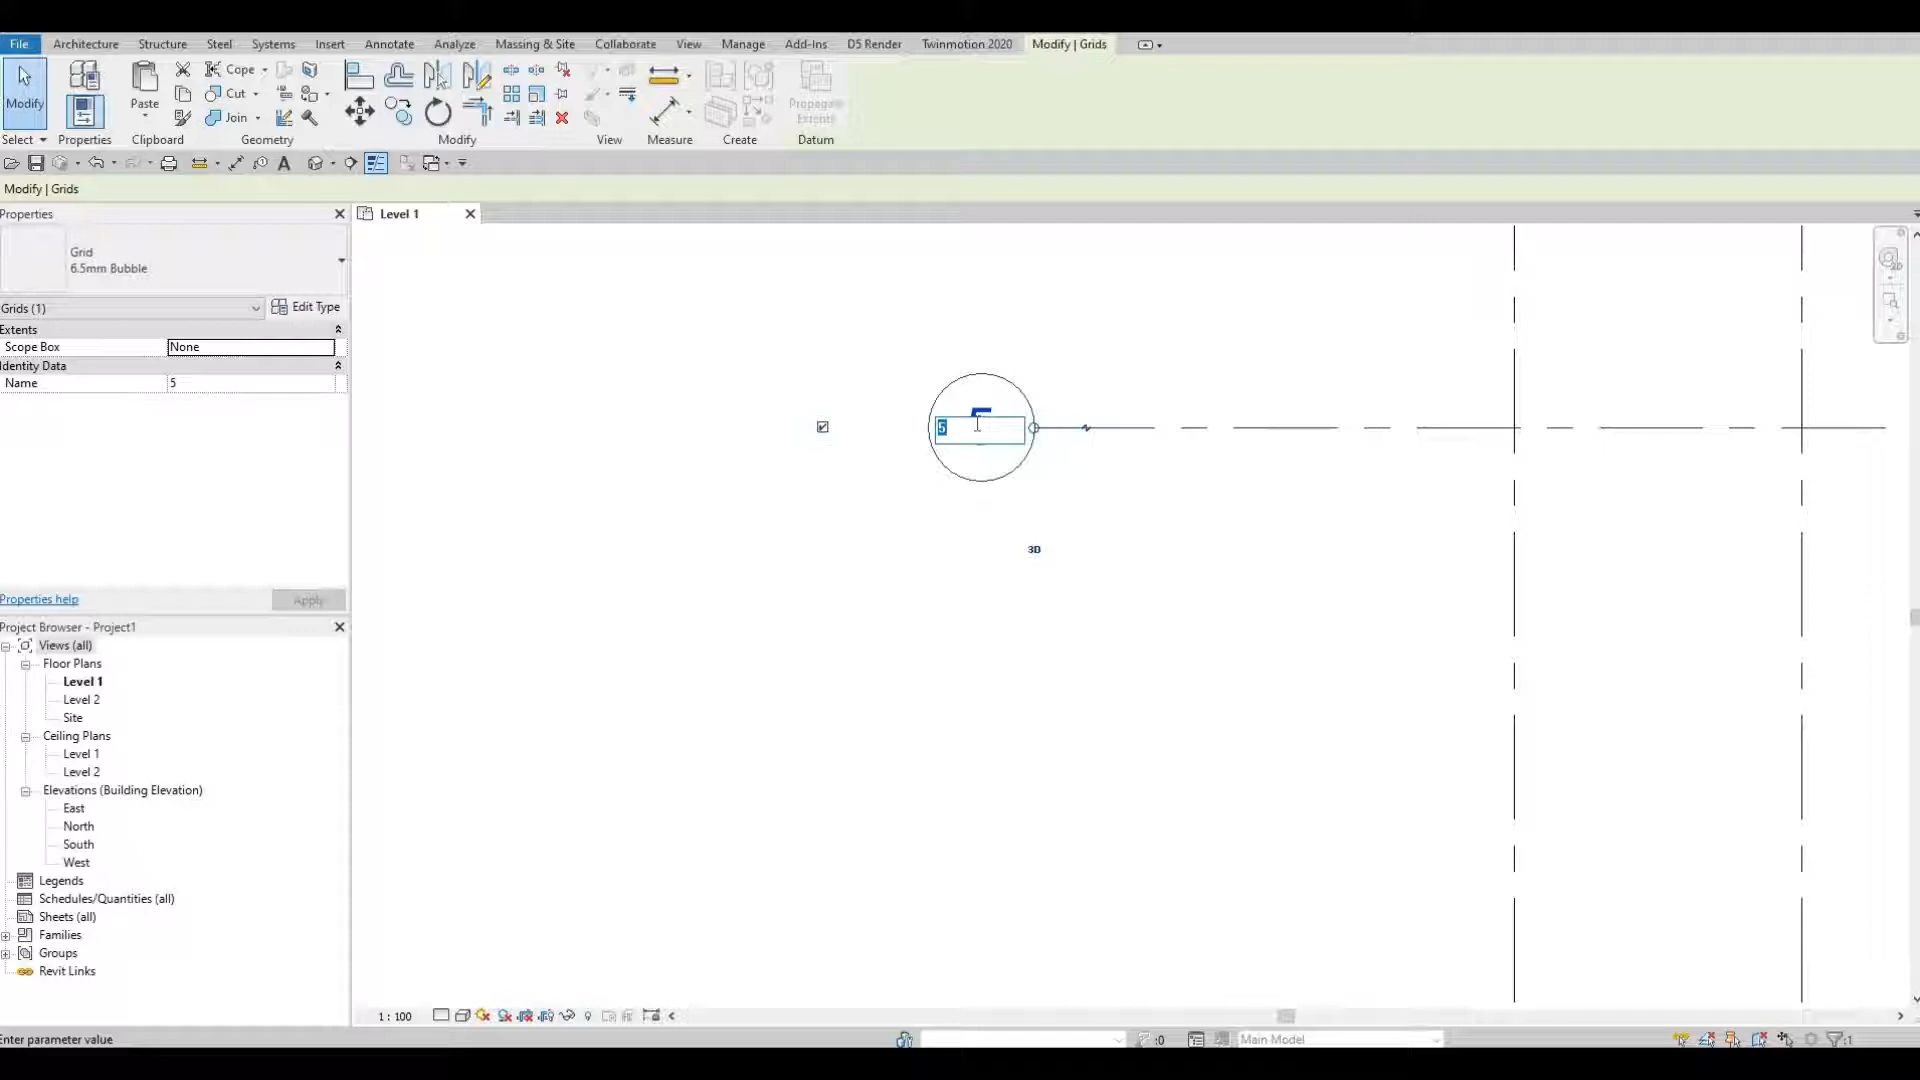 File Architecture Structure Steel Systems Insert Annotate Analyze Massing & Site Collaborate View Manage Add-Ins D5 Render Twinmotion 2020 Modify | Grids
Modify
Paste
Cope
Cut
Join
Propagate
Extents
Select Properties Clipboard Geometry Modify View Measure Create Datum
A
Modify | Grids
Properties
Level 1
Grid
6.5mm Bubble
Grids (1)
Edit Type
Extents
Scope Box None
Identity Data
Name 5
5
3D
2D
Properties help
Apply
Project Browser - Project1
Views (all)
Floor Plans
Level 1
Level 2
Site
Ceiling Plans
Level 1
Level 2
Elevations (Building Elevation)
East
North
South
West
Legends
Schedules/Quantities (all)
Sheets (all)
Families
Groups
Revit Links
1 : 100
Enter parameter value
:0
Main Model
:1